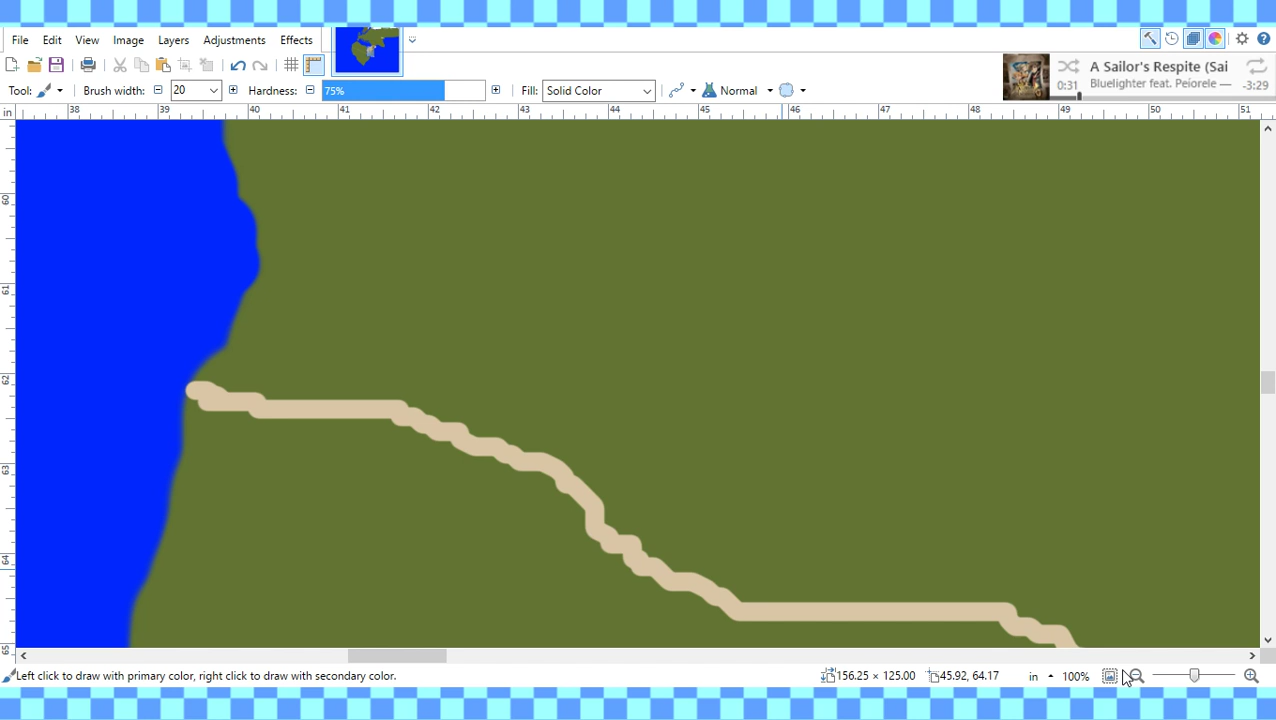 File Edit View Image Layers Adjustments Effects
Tool: Brush width: 20 Hardness: 75% Fill: Solid Color Normal
A Sailor's Respite (Sai
0:31 Bluelighter feat. Peiorele — -3:29
in 38 39 40 41 42 43 44 45 46 47 48 49 50 51
60
61
62
63
64
65
Left click to draw with primary color, right click to draw with secondary color. 156.25 × 125.00 45.92, 64.17 in 100%